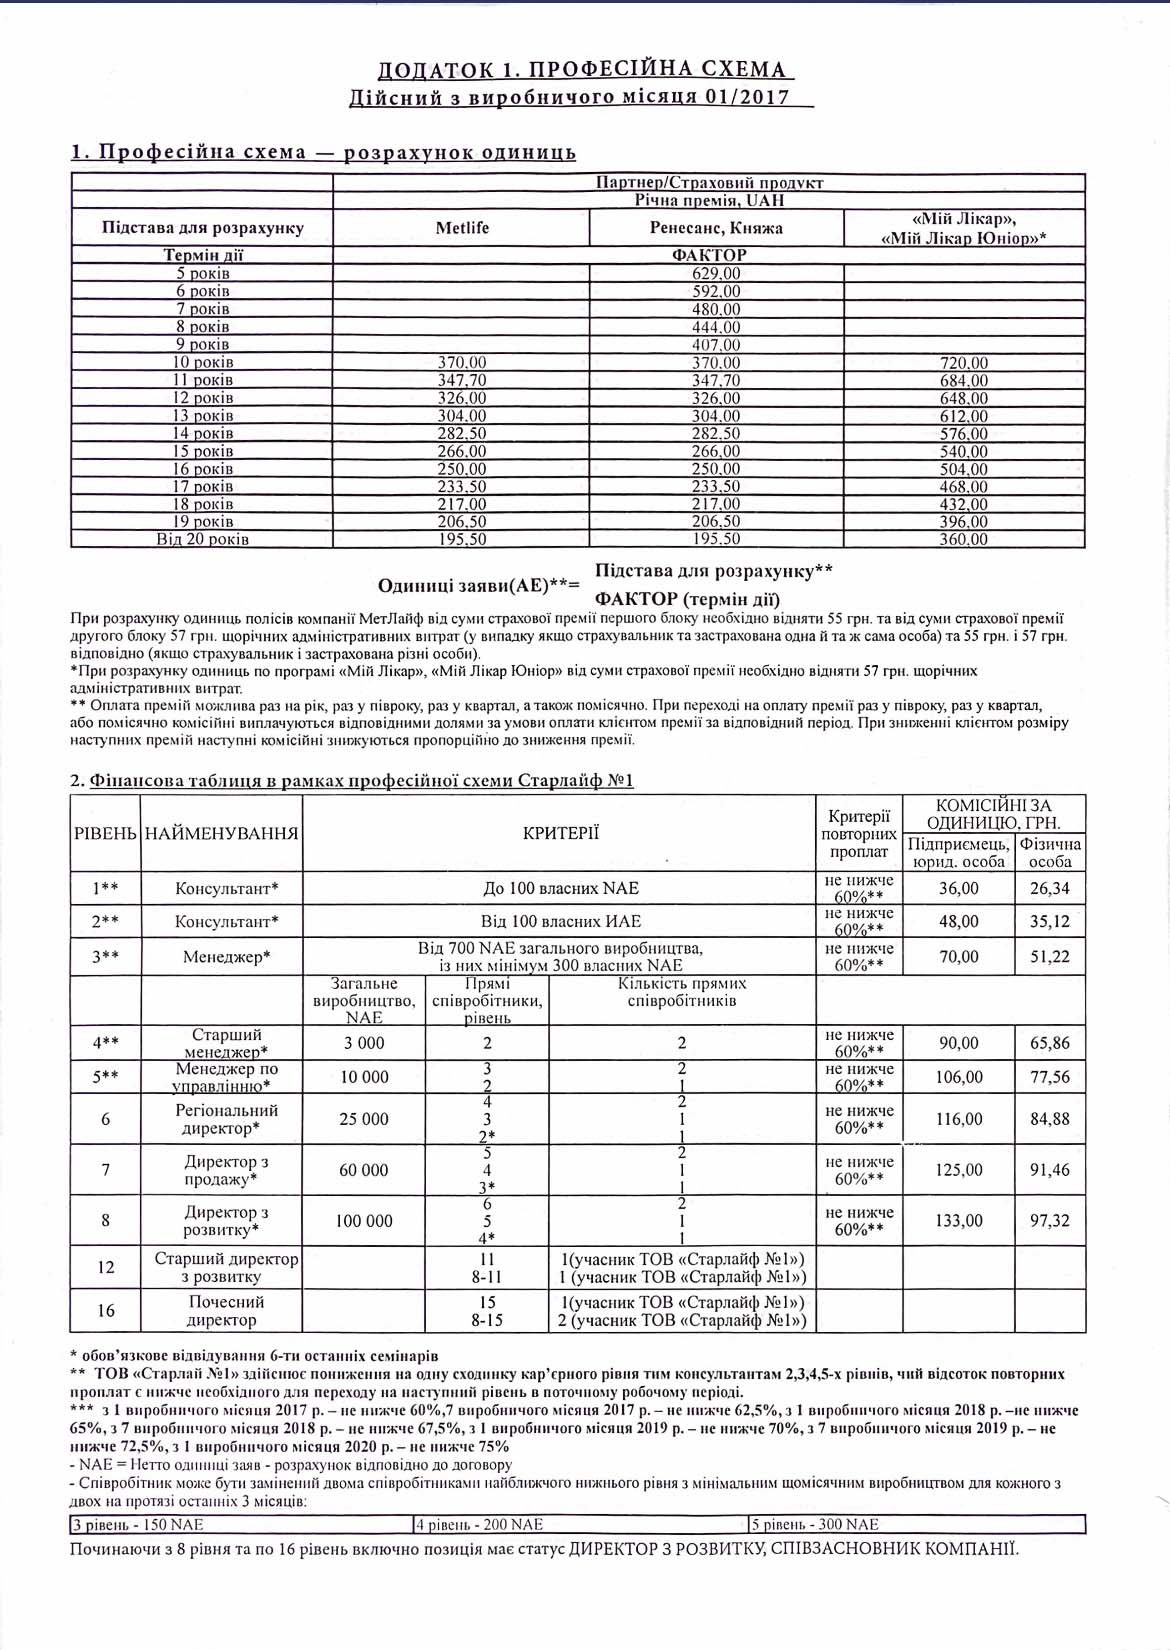 ДОДАТОК 1. ПРОФЕСІЙНА СХЕМА
Дійсний з виробничого місяця 01/2017
1. Професійна схема — розрахунок одиниць
Партнер/Страховий продукт
Річна премія, UAH
Підстава для розрахунку Metlife Ренесанс, Княжа «Мій Лікар», «Мій Лікар Юніор»*
Термін дії ФАКТОР
5 років 629,00
6 років 592,00
7 років 480,00
8 років 444,00
9 років 407,00
10 років 370,00 370,00 720,00
11 років 347,70 347,70 684,00
12 років 326,00 326,00 648,00
13 років 304,00 304,00 612,00
14 років 282,50 282,50 576,00
15 років 266,00 266,00 540,00
16 років 250,00 250,00 504,00
17 років 233,50 233,50 468,00
18 років 217,00 217,00 432,00
19 років 206,50 206,50 396,00
Від 20 років 195,50 195,50 360,00
Одиниці заяви(АЕ)**= Підстава для розрахунку**
ФАКТОР (термін дії)
При розрахунку одиниць полісів компанії МетЛайф від суми страхової премії першого блоку необхідно відняти 55 грн. та від суми страхової премії
другого блоку 57 грн. щорічних адміністративних витрат (у випадку якщо страхувальник та застрахована одна й та ж сама особа) та 55 грн. і 57 грн.
відповідно (якщо страхувальник і застрахована різні особи).
*При розрахунку одиниць по програмі «Мій Лікар», «Мій Лікар Юніор» від суми страхової премії необхідно відняти 57 грн. щорічних
адміністративних витрат.
** Оплата премій можлива раз на рік, раз у півроку, раз у квартал, а також помісячно. При переході на оплату премії раз у півроку, раз у квартал,
або помісячно комісійні виплачуються відповідними долями за умови оплати клієнтом премії за відповідний період. При зниженні клієнтом розміру
наступних премій наступні комісійні знижуються пропорційно до зниження премії.
2. Фінансова таблиця в рамках професійної схеми Старлайф №1
РІВЕНЬ НАЙМЕНУВАННЯ КРИТЕРІЇ Критерії повторних проплат КОМІСІЙНІ ЗА ОДИНИЦЮ, ГРН.
Підприємець, юрид. особа Фізична особа
1** Консультант* До 100 власних NAE не нижче 60%** 36,00 26,34
2** Консультант* Від 100 власних ИАЕ не нижче 60%** 48,00 35,12
3** Менеджер* Від 700 NAE загального виробництва, із них мінімум 300 власних NAE не нижче 60%** 70,00 51,22
Загальне виробництво, NAE Прямі співробітники, рівень Кількість прямих співробітників
4** Старший менеджер* 3 000 2 2 не нижче 60%** 90,00 65,86
5** Менеджер по управлінню* 10 000 3 2 2 1 не нижче 60%** 106,00 77,56
6 Регіональний директор* 25 000 4 3 2* 2 1 1 не нижче 60%** 116,00 84,88
7 Директор з продажу* 60 000 5 4 3* 2 1 1 не нижче 60%** 125,00 91,46
8 Директор з розвитку* 100 000 6 5 4* 2 1 1 не нижче 60%** 133,00 97,32
12 Старший директор з розвитку 11 8-11 1(учасник ТОВ «Старлайф №1») 1 (учасник ТОВ «Старлайф №1»)
16 Почесний директор 15 8-15 1(учасник ТОВ «Старлайф №1») 2 (учасник ТОВ «Старлайф №1»)
* обов’язкове відвідування 6-ти останніх семінарів
** ТОВ «Старлай №1» здійснює пониження на одну сходинку кар’єрного рівня тим консультантам 2,3,4,5-х рівнів, чий відсоток повторних
проплат є нижче необхідного для переходу на наступний рівень в поточному робочому періоді.
*** з 1 виробничого місяця 2017 р. – не нижче 60%,7 виробничого місяця 2017 р. – не нижче 62,5%, з 1 виробничого місяця 2018 р. –не нижче
65%, з 7 виробничого місяця 2018 р. – не нижче 67,5%, з 1 виробничого місяця 2019 р. – не нижче 70%, з 7 виробничого місяця 2019 р. – не
нижче 72,5%, з 1 виробничого місяця 2020 р. – не нижче 75%
- NAE = Нетто одиниці заяв - розрахунок відповідно до договору
- Співробітник може бути замінений двома співробітниками найближчого нижнього рівня з мінімальним щомісячним виробництвом для кожного з
двох на протязі останніх 3 місяців:
3 рівень - 150 NAE 4 рівень - 200 NAE 5 рівень - 300 NAE
Починаючи з 8 рівня та по 16 рівень включно позиція має статус ДИРЕКТОР З РОЗВИТКУ, СПІВЗАСНОВНИК КОМПАНІЇ.